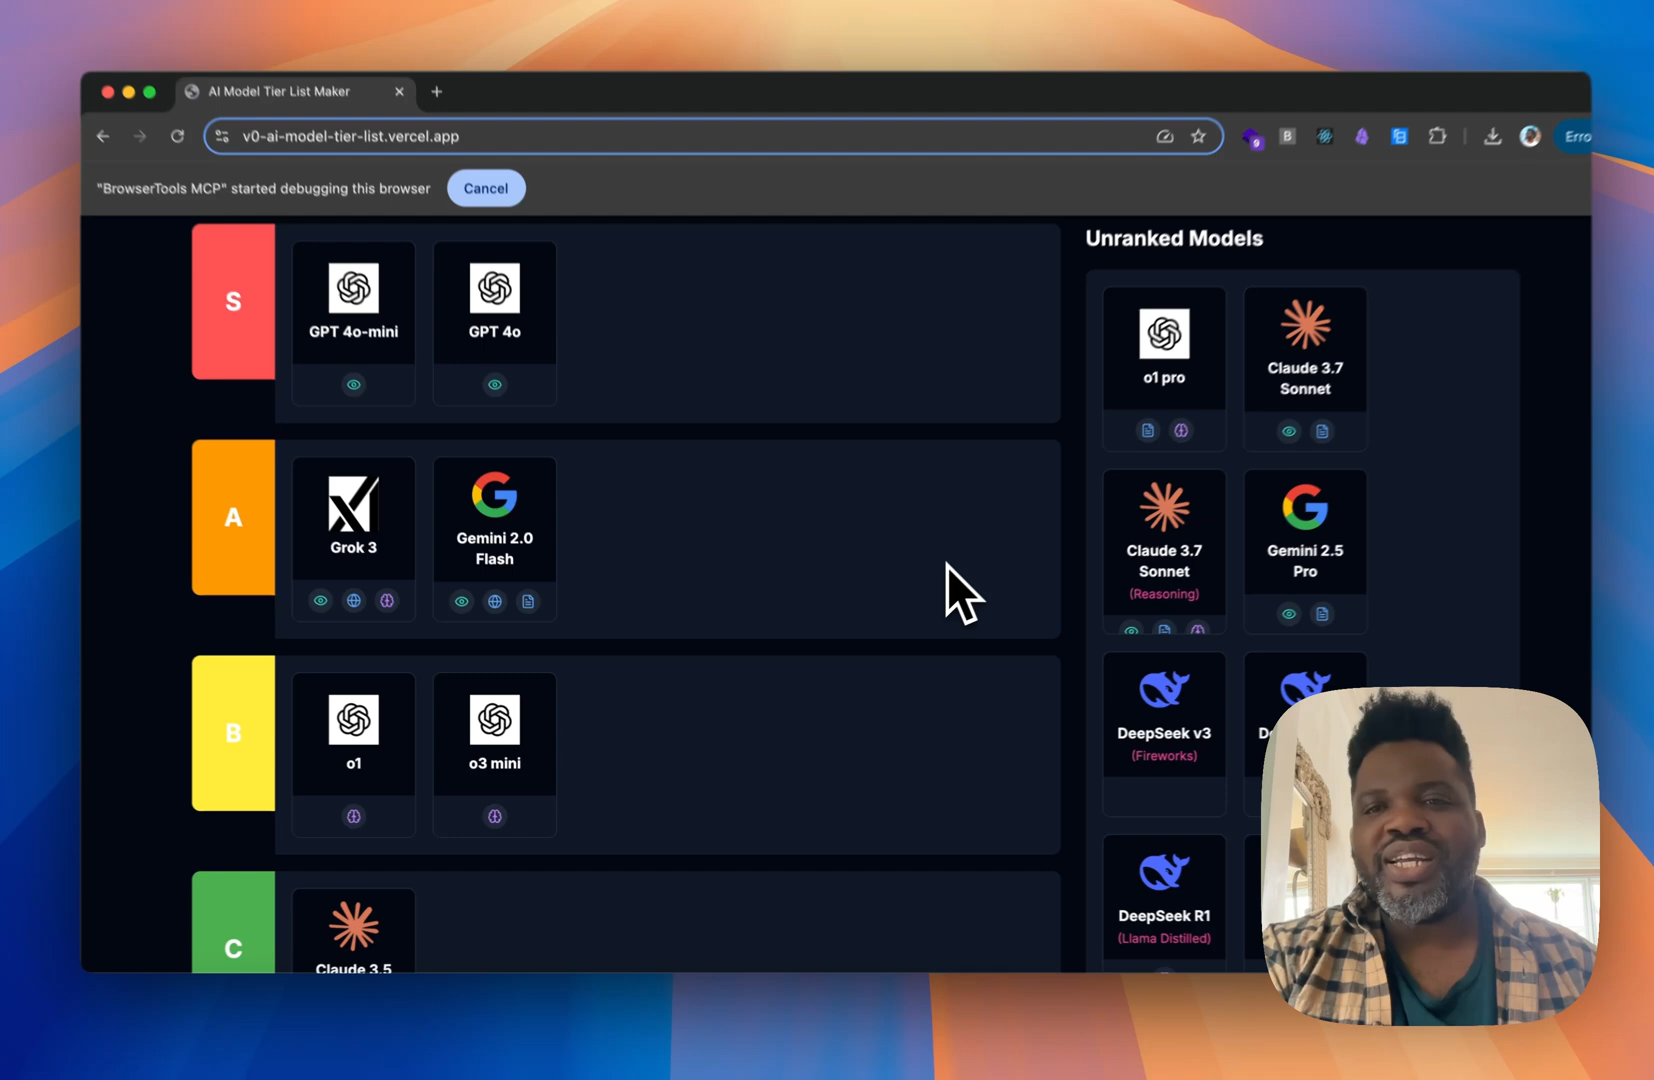 AI Model Tier List Maker
v0-ai-model-tier-list.vercel.app
B
9
Erro
"BrowserTools MCP" started debugging this browser
Cancel
S
GPT 4o-mini
GPT 4o
A
Grok 3
Gemini 2.0
Flash
B
o1
o3 mini
C
Claude 3.5
Unranked Models
o1 pro
Claude 3.7
Sonnet
Claude 3.7
Sonnet
(Reasoning)
Gemini 2.5
Pro
DeepSeek v3
(Fireworks)
DeepSeek R1
(Llama Distilled)